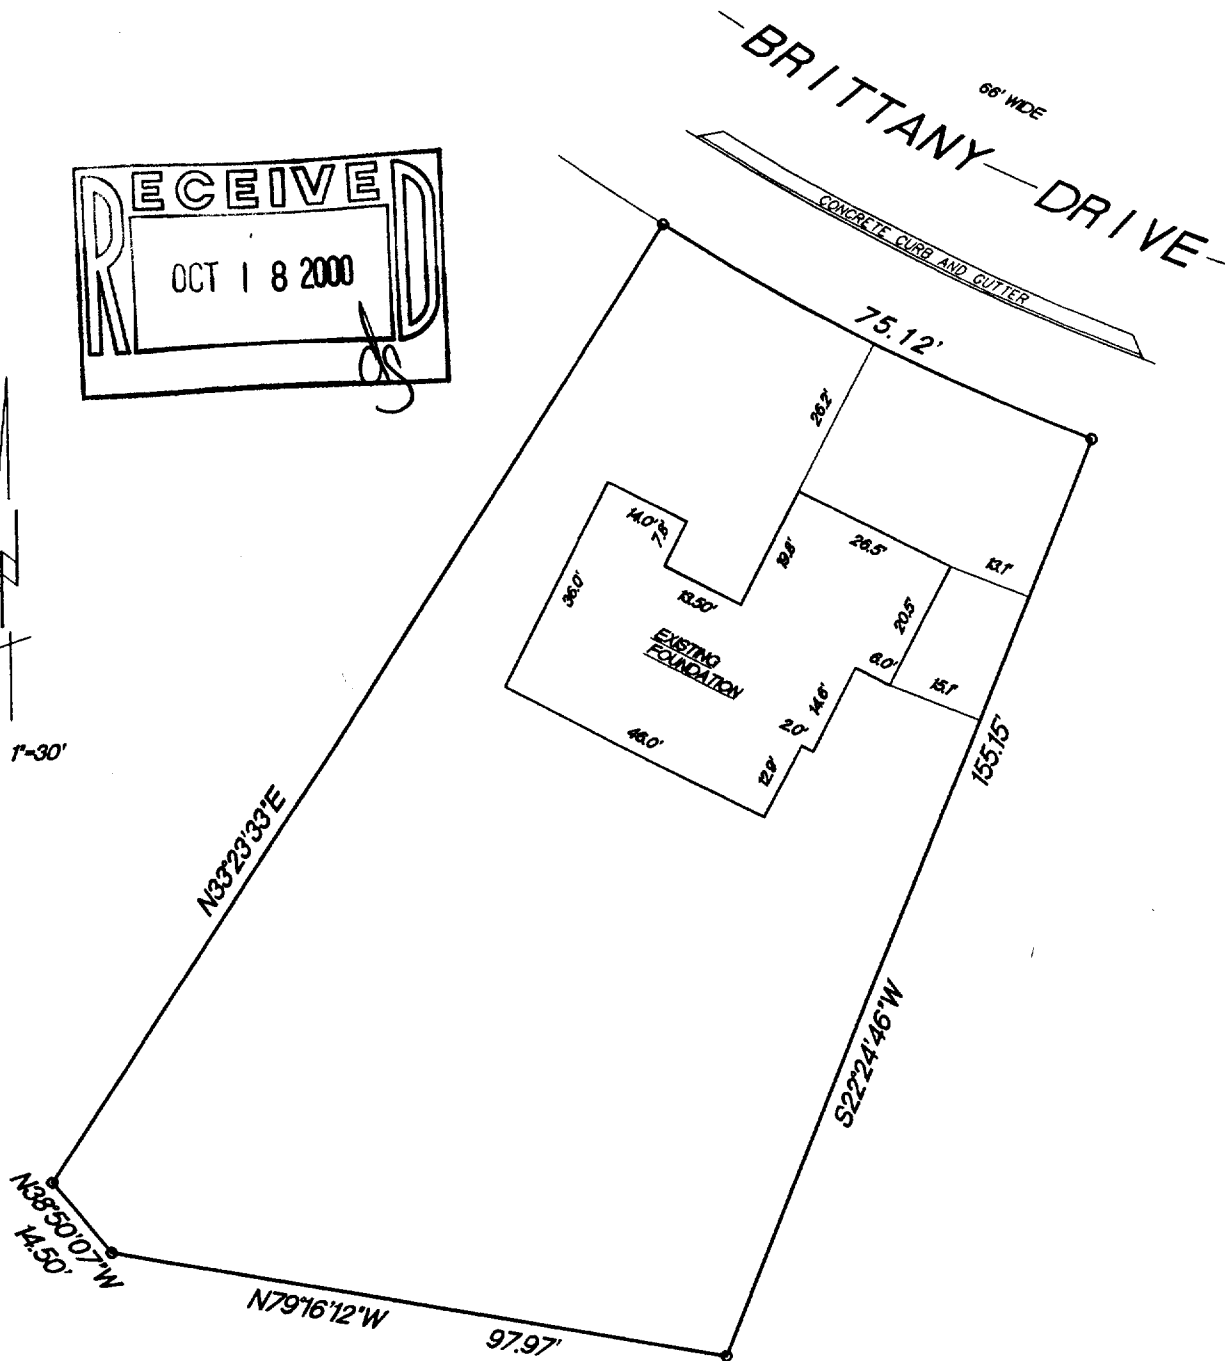 BRITTANY DRIVE
66' WIDE
RECEIVED
OCT 18 2000
CONCRETE CURB AND GUTTER
75.12'
26.2'
14.0'
7.8'
19.8'
26.5'
13.1'
36.0'
13.50'
20.5'
EXISTING
FOUNDATION
6.0'
15.1'
14.6'
2.0'
46.0'
12.9'
155.15'
1"=30'
N33°23'33"E
S22°24'46"W
N38°50'07"W
14.50'
N79°16'12"W
97.97'